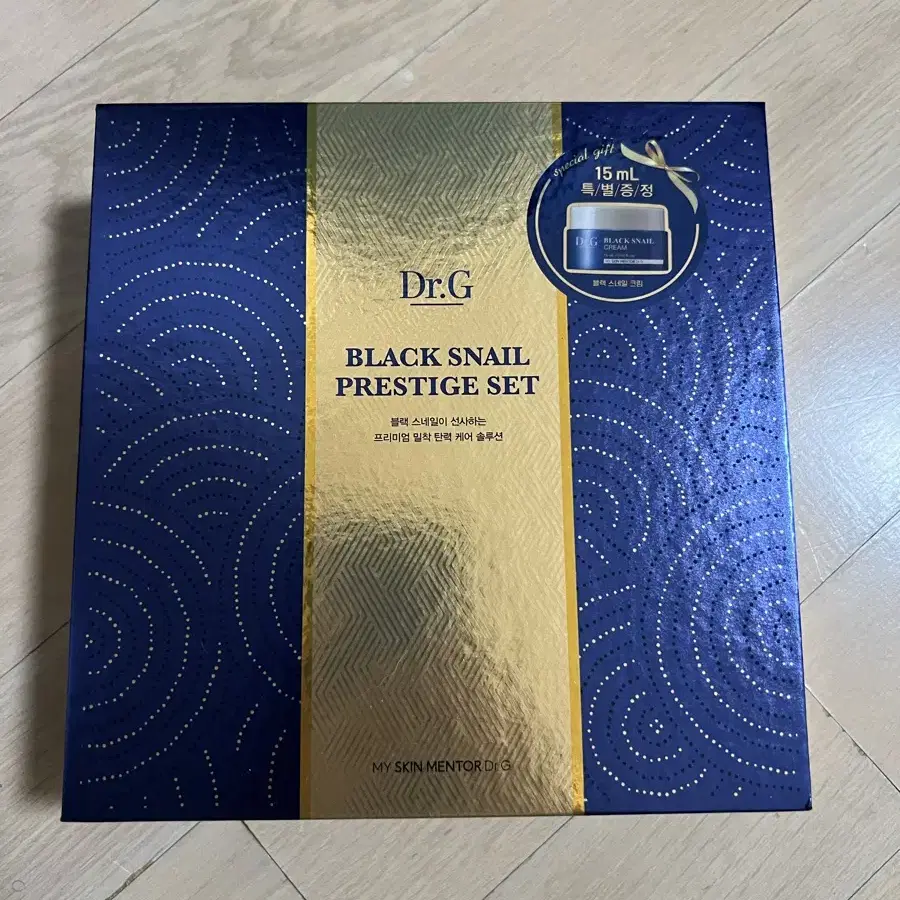 special gift
15 mL
특/별/증/정
Dr.G BLACK SNAIL
CREAM
블랙 스네일 크림
Dr.G
BLACK SNAIL
PRESTIGE SET
블랙 스네일이 선사하는
프리미엄 밀착 탄력 케어 솔루션
MY SKIN MENTOR Dr.G